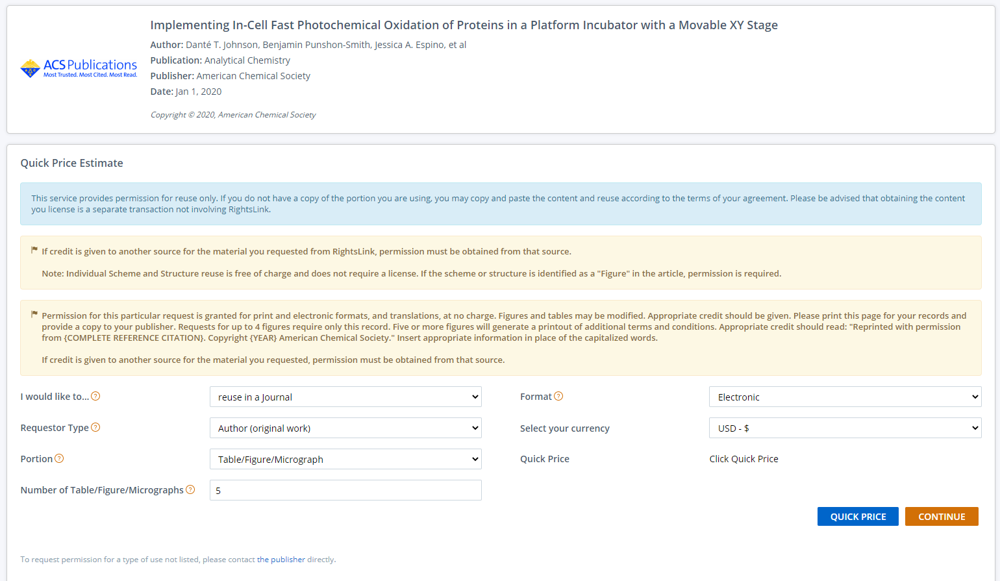 ACS Publications
Most Trusted. Most Cited. Most Read.
Implementing In-Cell Fast Photochemical Oxidation of Proteins in a Platform Incubator with a Movable XY Stage
Author: Danté T. Johnson, Benjamin Punshon-Smith, Jessica A. Espino, et al
Publication: Analytical Chemistry
Publisher: American Chemical Society
Date: Jan 1, 2020
Copyright © 2020, American Chemical Society
Quick Price Estimate
This service provides permission for reuse only. If you do not have a copy of the portion you are using, you may copy and paste the content and reuse according to the terms of your agreement. Please be advised that obtaining the content
you license is a separate transaction not involving RightsLink.
If credit is given to another source for the material you requested from RightsLink, permission must be obtained from that source.
Note: Individual Scheme and Structure reuse is free of charge and does not require a license. If the scheme or structure is identified as a "Figure" in the article, permission is required.
Permission for this particular request is granted for print and electronic formats, and translations, at no charge. Figures and tables may be modified. Appropriate credit should be given. Please print this page for your records and
provide a copy to your publisher. Requests for up to 4 figures require only this record. Five or more figures will generate a printout of additional terms and conditions. Appropriate credit should read: "Reprinted with permission
from {COMPLETE REFERENCE CITATION}. Copyright {YEAR} American Chemical Society." Insert appropriate information in place of the capitalized words.
If credit is given to another source for the material you requested, permission must be obtained from that source.
I would like to... ?
reuse in a Journal
Format ?
Electronic
Requestor Type ?
Author (original work)
Select your currency
USD - $
Portion ?
Table/Figure/Micrograph
Quick Price
Click Quick Price
Number of Table/Figure/Micrographs ?
5
QUICK PRICE
CONTINUE
To request permission for a type of use not listed, please contact the publisher directly.